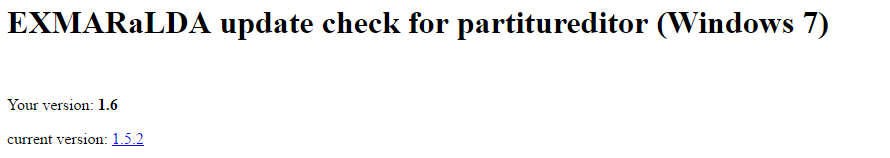 EXMARaLDA update check for partitureditor (Windows 7)
Your version: 1.6
current version: 1.5.2